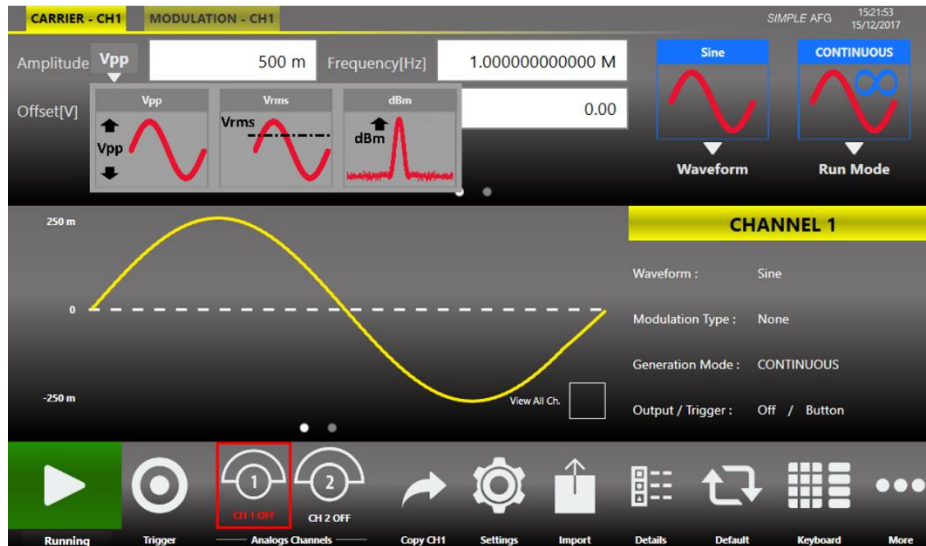 CARRIER - CH1 MODULATION - CH1 SIMPLE AFG 15:21:53
15/12/2017
Amplitude Vpp 500 m Frequency[Hz] 1.000000000000 M
Offset[V] 0.00
Vpp Vrms dBm
Vpp
Vrms
dBm
Sine CONTINUOUS
Waveform Run Mode
250 m
0
-250 m
View All Ch.
CHANNEL 1
Waveform : Sine
Modulation Type : None
Generation Mode : CONTINUOUS
Output / Trigger : Off / Button
1 2
CH 1 OFF CH 2 OFF
Running Trigger Analogs Channels Copy CH1 Settings Import Details Default Keyboard More